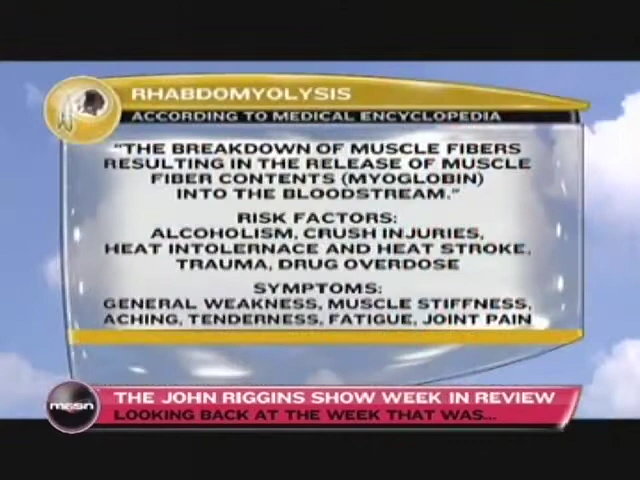 RHABDOMYOLYSIS
ACCORDING TO MEDICAL ENCYCLOPEDIA
"THE BREAKDOWN OF MUSCLE FIBERS
RESULTING IN THE RELEASE OF MUSCLE
FIBER CONTENTS (MYOGLOBIN)
INTO THE BLOODSTREAM."
RISK FACTORS:
ALCOHOLISM, CRUSH INJURIES,
HEAT INTOLERNACE AND HEAT STROKE,
TRAUMA, DRUG OVERDOSE
SYMPTOMS:
GENERAL WEAKNESS, MUSCLE STIFFNESS,
ACHING, TENDERNESS, FATIGUE, JOINT PAIN
THE JOHN RIGGINS SHOW WEEK IN REVIEW
masn
LOOKING BACK AT THE WEEK THAT WAS...